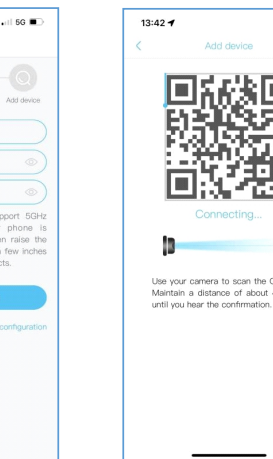 5G
Add device
pport 5GHz
phone is
en raise the
few inches
cts.
configuration
13:42
Add device
Connecting...
Use your camera to scan the
Maintain a distance of about
until you hear the confirmation.